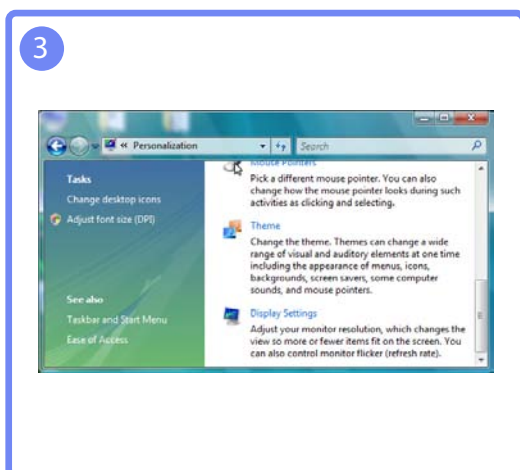 3
« Personalization
Search
Tasks
Change desktop icons
Adjust font size (DPI)
See also
Taskbar and Start Menu
Ease of Access
Mouse Pointers
Pick a different mouse pointer. You can also
change how the mouse pointer looks during such
activities as clicking and selecting.
Theme
Change the theme. Themes can change a wide
range of visual and auditory elements at one time
including the appearance of menus, icons,
backgrounds, screen savers, some computer
sounds, and mouse pointers.
Display Settings
Adjust your monitor resolution, which changes the
view so more or fewer items fit on the screen. You
can also control monitor flicker (refresh rate).